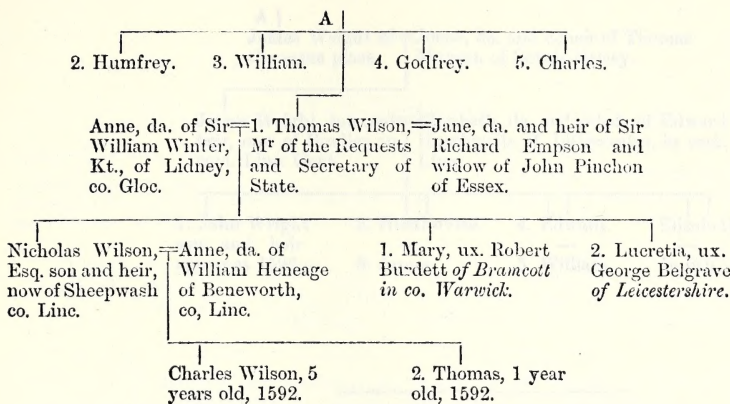 A
2. Humfrey. 3. William. 4. Godfrey. 5. Charles.
Anne, da. of Sir
William Winter,
Kt., of Lidney,
co. Gloc.
1. Thomas Wilson,
Mr of the Requests
and Secretary of
State.
Jane, da. and heir of Sir
Richard Empson and
widow of John Pinchon
of Essex.
Nicholas Wilson,
Esq. son and heir,
now of Sheepwash
co. Linc.
Anne, da. of
William Heneage
of Beneworth,
co, Linc.
1. Mary, ux. Robert
Burdett of Bramcott
in co. Warwick.
2. Lucretia, ux.
George Belgrave
of Leicestershire.
Charles Wilson, 5
years old, 1592.
2. Thomas, 1 year
old, 1592.